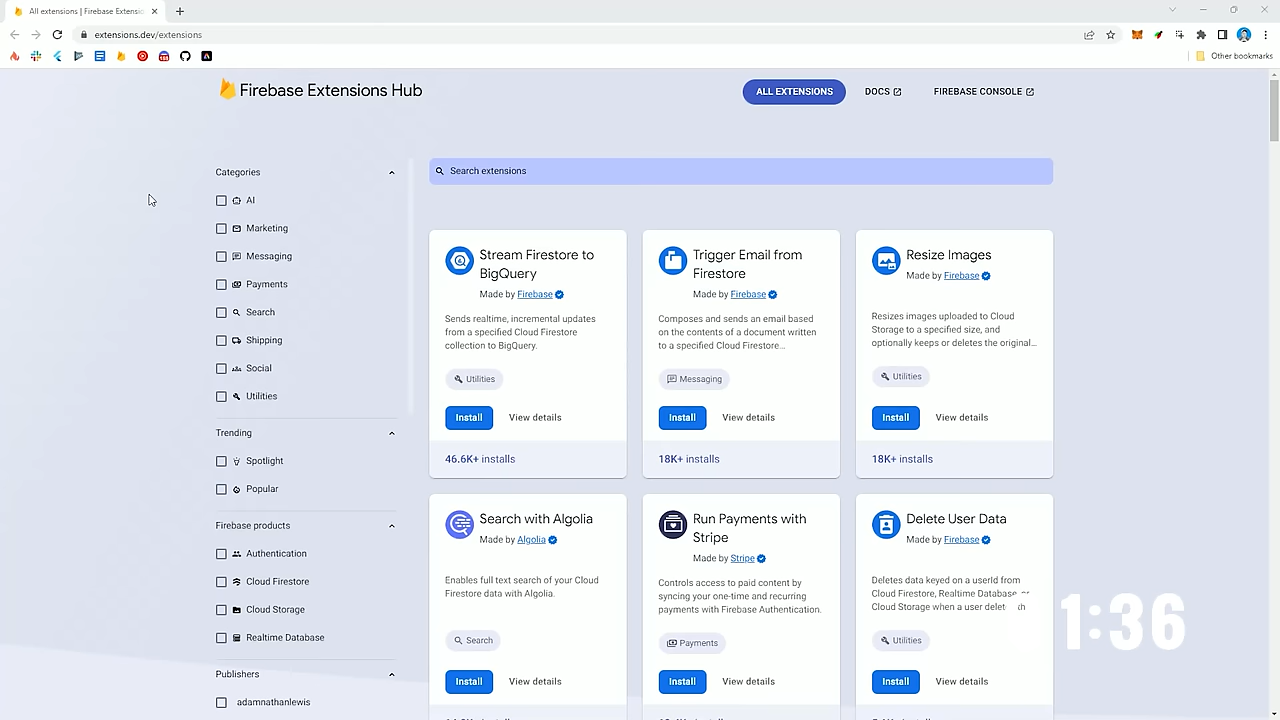 All extensions | Firebase Extensio
extensions.dev/extensions
Other bookmarks
Firebase Extensions Hub
ALL EXTENSIONS
DOCS
FIREBASE CONSOLE
Categories
AI
Marketing
Messaging
Payments
Search
Shipping
Social
Utilities
Trending
Spotlight
Popular
Firebase products
Authentication
Cloud Firestore
Cloud Storage
Realtime Database
Publishers
adamnathanlewis
Search extensions
Stream Firestore to
BigQuery
Made by Firebase
Sends realtime, incremental updates
from a specified Cloud Firestore
collection to BigQuery.
Utilities
Install View details
46.6K+ installs
Trigger Email from
Firestore
Made by Firebase
Composes and sends an email based
on the contents of a document written
to a specified Cloud Firestore…
Messaging
Install View details
18K+ installs
Resize Images
Made by Firebase
Resizes images uploaded to Cloud
Storage to a specified size, and
optionally keeps or deletes the original…
Utilities
Install View details
18K+ installs
Search with Algolia
Made by Algolia
Enables full text search of your Cloud
Firestore data with Algolia.
Search
Install View details
Run Payments with
Stripe
Made by Stripe
Controls access to paid content by
syncing your one-time and recurring
payments with Firebase Authentication.
Payments
Install View details
Delete User Data
Made by Firebase
Deletes data keyed on a userId from
Cloud Firestore, Realtime Database, or
Cloud Storage when a user
Utilities
Install View details
1:36